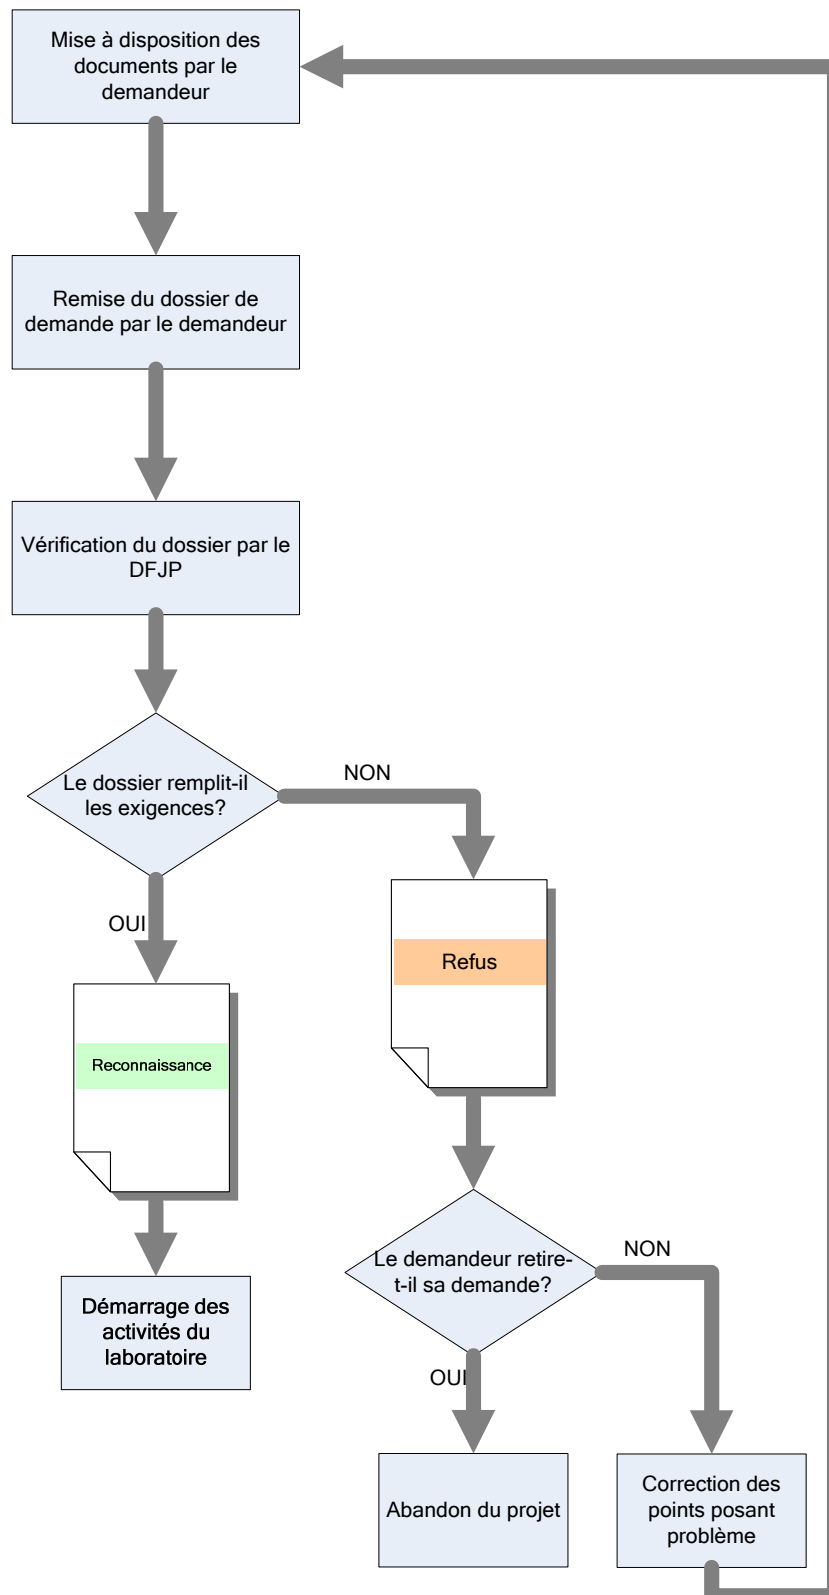 Mise à disposition des
documents par le
demandeur
Remise du dossier de
demande par le demandeur
Vérification du dossier par le
DFJP
Le dossier remplit-il
les exigences?
NON
OUI
Refus
Reconnaissance
Le demandeur retire-
t-il sa demande?
NON
Démarrage des
activités du
laboratoire
OUI
Abandon du projet
Correction des
points posant
problème